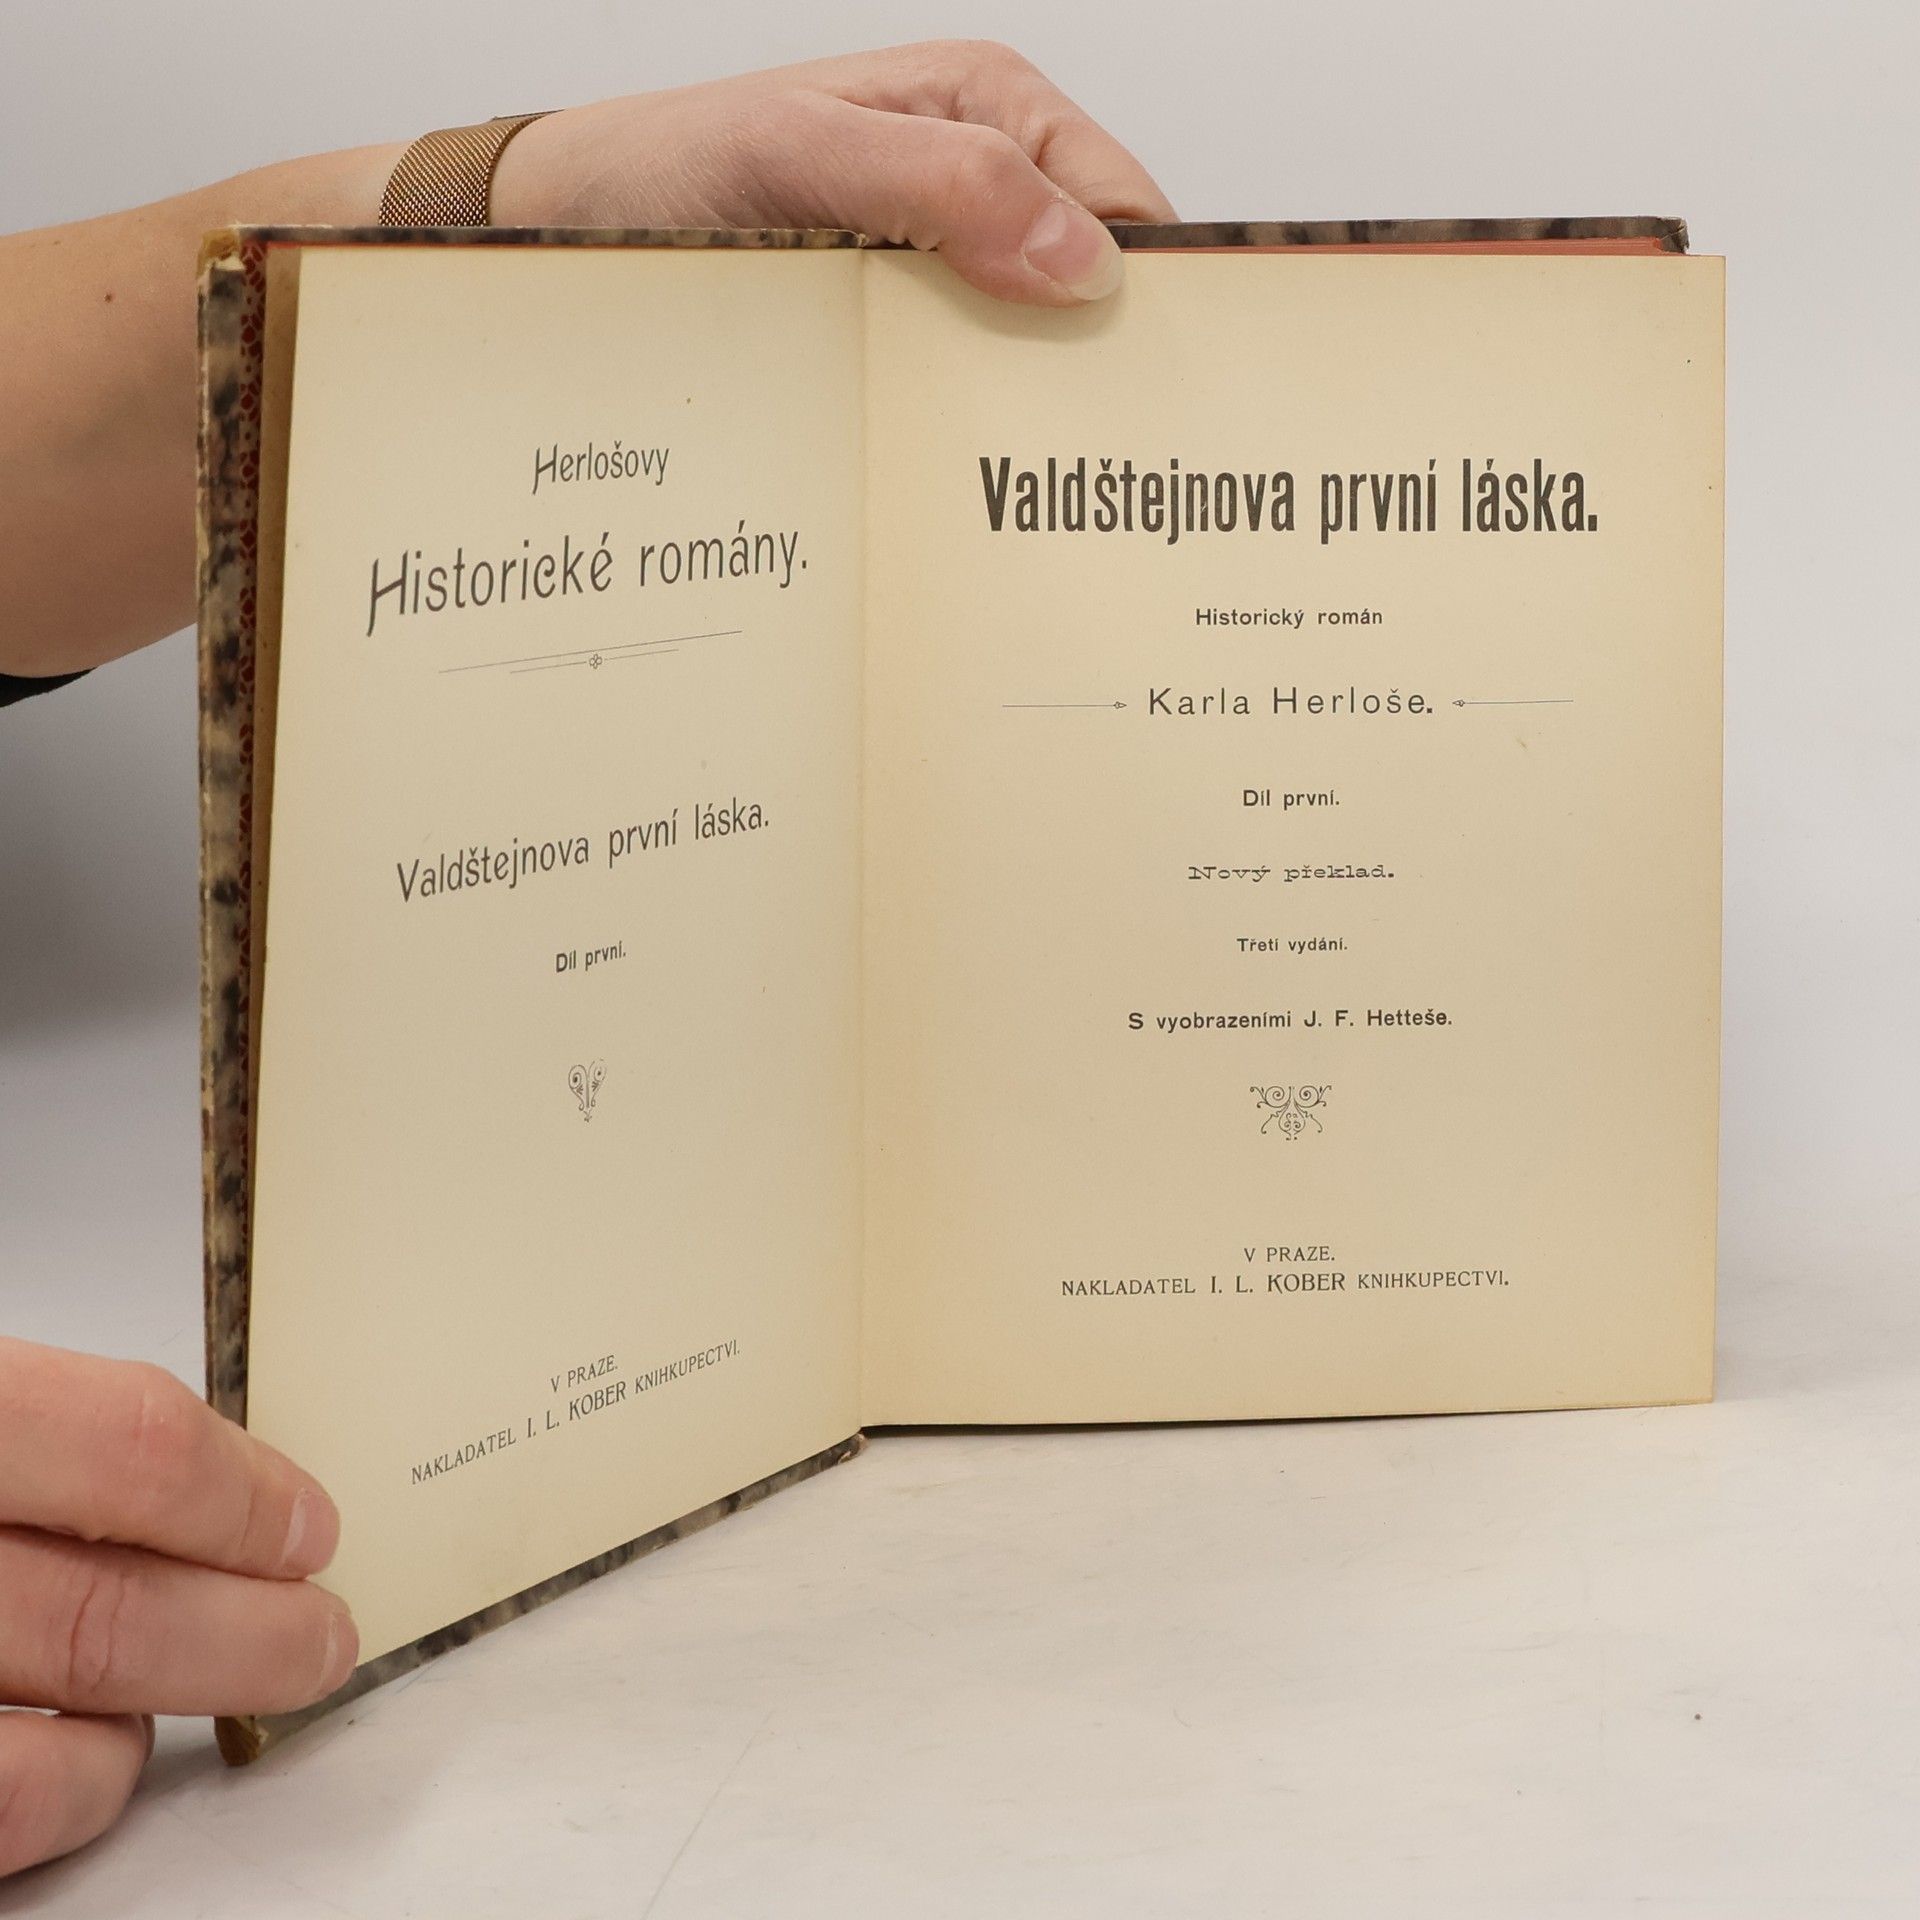 Herlošovy
Historické romány.
Valdštejnova první láska.
Díl první.
V PRAZE.
NAKLADATEL I. L. KOBER KNIHKUPECTVI.
Valdštejnova první láska.
Historický román
Karla Herloše.
Díl první.
Nový překlad.
Třetí vydání.
S vyobrazeními J. F. Hetteše.
V PRAZE.
NAKLADATEL I. L. KOBER KNIHKUPECTVI.